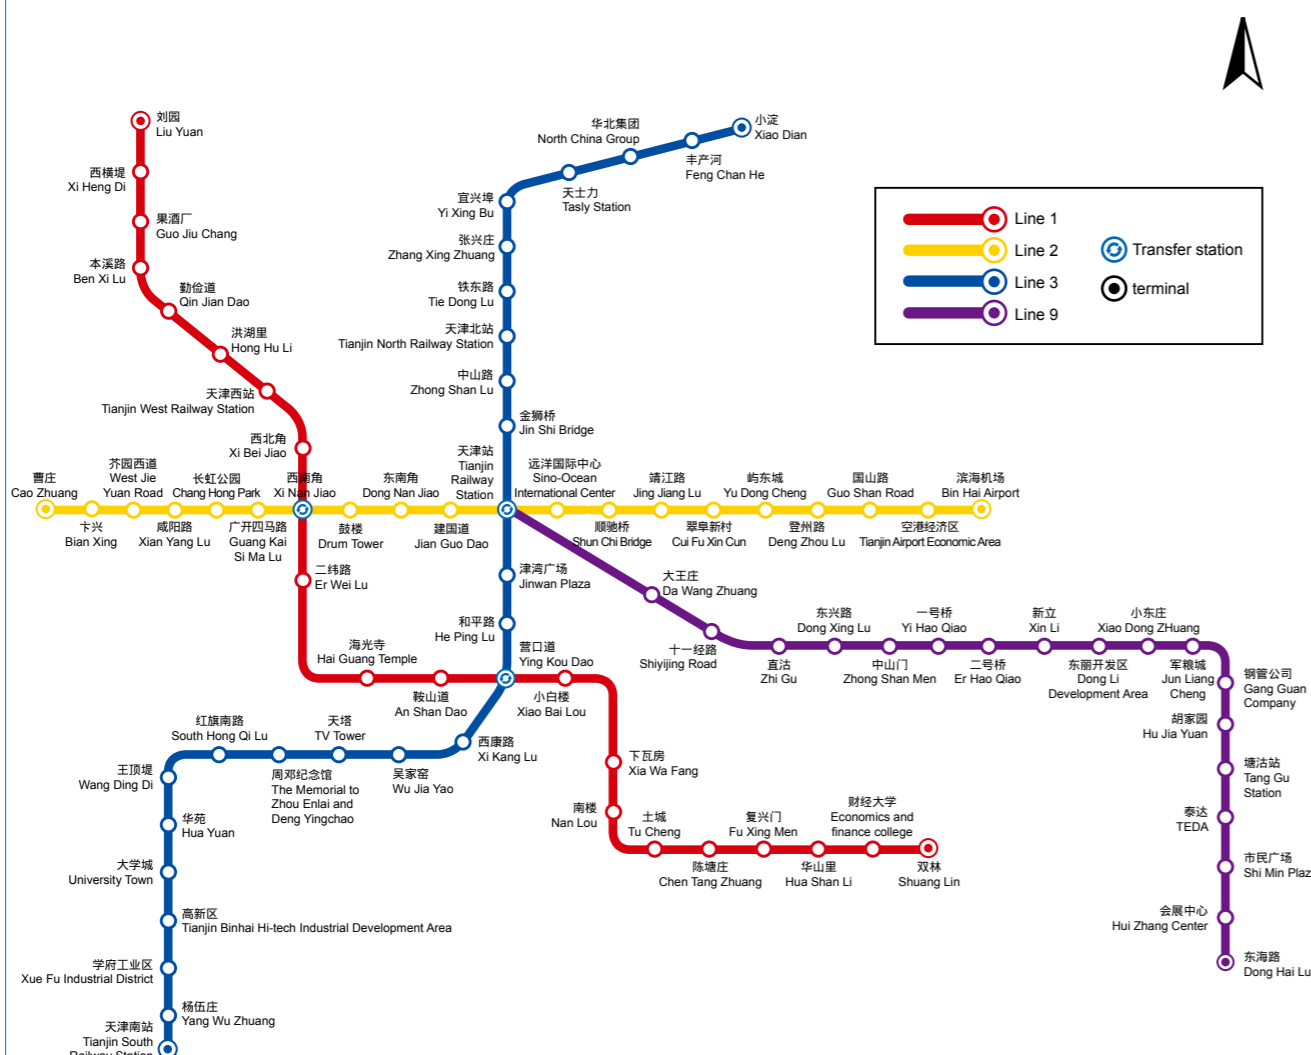 刘园
Liu Yuan
西横堤
Xi Heng Di
果酒厂
Guo Jiu Chang
本溪路
Ben Xi Lu
勤俭道
Qin Jian Dao
洪湖里
Hong Hu Li
天津西站
Tianjin West Railway Station
西北角
Xi Bei Jiao
华北集团
North China Group
小淀
Xiao Dian
丰产河
Feng Chan He
天士力
Tasly Station
宜兴埠
Yi Xing Bu
张兴庄
Zhang Xing Zhuang
铁东路
Tie Dong Lu
天津北站
Tianjin North Railway Station
中山路
Zhong Shan Lu
金狮桥
Jin Shi Bridge
天津站
Tianjin
Railway
Station
Line 1
Line 2
Line 3
Line 9
Transfer station
terminal
曹庄
Cao Zhuang
芥园西道
West Jie
Yuan Road
长虹公园
Chang Hong Park
西南角
Xi Nan Jiao
东南角
Dong Nan Jiao
远洋国际中心
Sino-Ocean
International Center
靖江路
Jing Jiang Lu
屿东城
Yu Dong Cheng
国山路
Guo Shan Road
滨海机场
Bin Hai Airport
卞兴
Bian Xing
咸阳路
Xian Yang Lu
广开四马路
Guang Kai
Si Ma Lu
鼓楼
Drum Tower
建国道
Jian Guo Dao
顺驰桥
Shun Chi Bridge
翠阜新村
Cui Fu Xin Cun
登州路
Deng Zhou Lu
空港经济区
Tianjin Airport Economic Area
二纬路
Er Wei Lu
津湾广场
Jinwan Plaza
和平路
He Ping Lu
营口道
Ying Kou Dao
海光寺
Hai Guang Temple
鞍山道
An Shan Dao
小白楼
Xiao Bai Lou
大王庄
Da Wang Zhuang
十一经路
Shiyijing Road
东兴路
Dong Xing Lu
一号桥
Yi Hao Qiao
新立
Xin Li
小东庄
Xiao Dong ZHuang
直沽
Zhi Gu
中山门
Zhong Shan Men
二号桥
Er Hao Qiao
东丽开发区
Dong Li
Development Area
军粮城
Jun Liang
Cheng
钢管公司
Gang Guan
Company
胡家园
Hu Jia Yuan
塘沽站
Tang Gu
Station
泰达
TEDA
市民广场
Shi Min Plaz
会展中心
Hui Zhang Center
东海路
Dong Hai Lu
红旗南路
South Hong Qi Lu
天塔
TV Tower
西康路
Xi Kang Lu
王顶堤
Wang Ding Di
周邓纪念馆
The Memorial to
Zhou Enlai and
Deng Yingchao
吴家窑
Wu Jia Yao
下瓦房
Xia Wa Fang
南楼
Nan Lou
土城
Tu Cheng
复兴门
Fu Xing Men
财经大学
Economics and
finance college
陈塘庄
Chen Tang Zhuang
华山里
Hua Shan Li
双林
Shuang Lin
华苑
Hua Yuan
大学城
University Town
高新区
Tianjin Binhai Hi-tech Industrial Development Area
学府工业区
Xue Fu Industrial District
杨伍庄
Yang Wu Zhuang
天津南站
Tianjin South
Railway Station